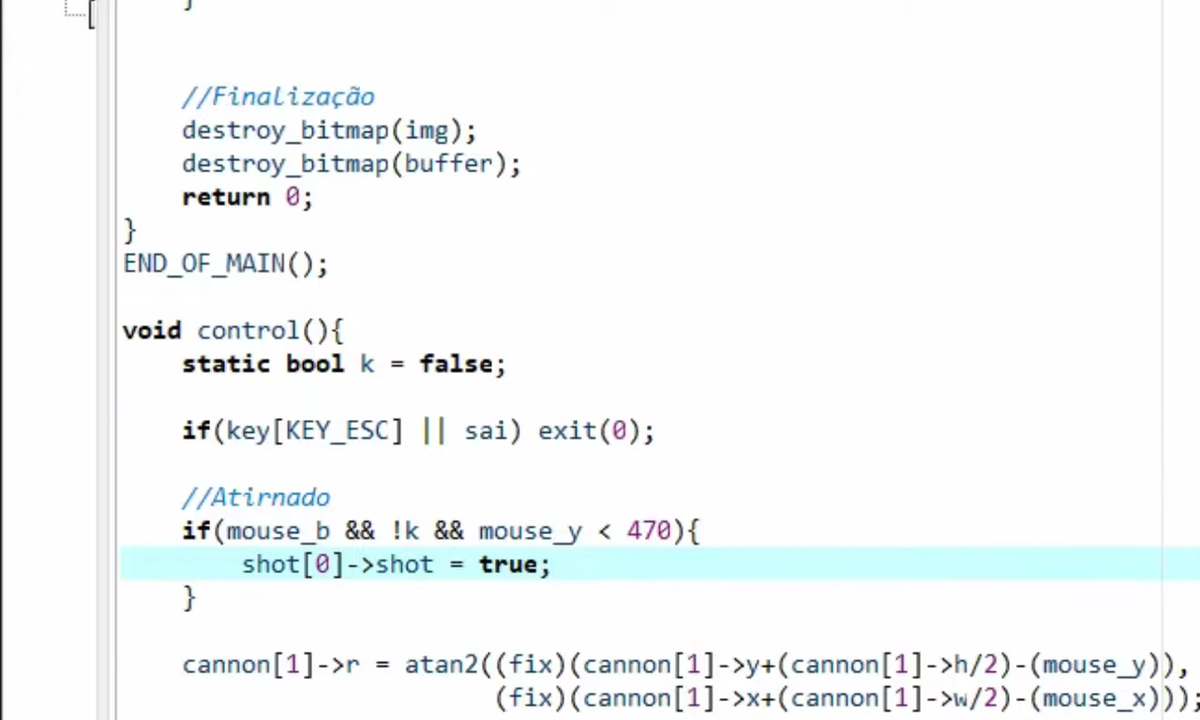 }
//Finalização
destroy_bitmap(img);
destroy_bitmap(buffer);
return 0;
}
END_OF_MAIN();
void control(){
static bool k = false;
if(key[KEY_ESC] || sai) exit(0);
//Atirnado
if(mouse_b && !k && mouse_y < 470){
shot[0]->shot = true;
}
cannon[1]->r = atan2((fix)(cannon[1]->y+(cannon[1]->h/2)-(mouse_y)),
(fix)(cannon[1]->x+(cannon[1]->w/2)-(mouse_x)));